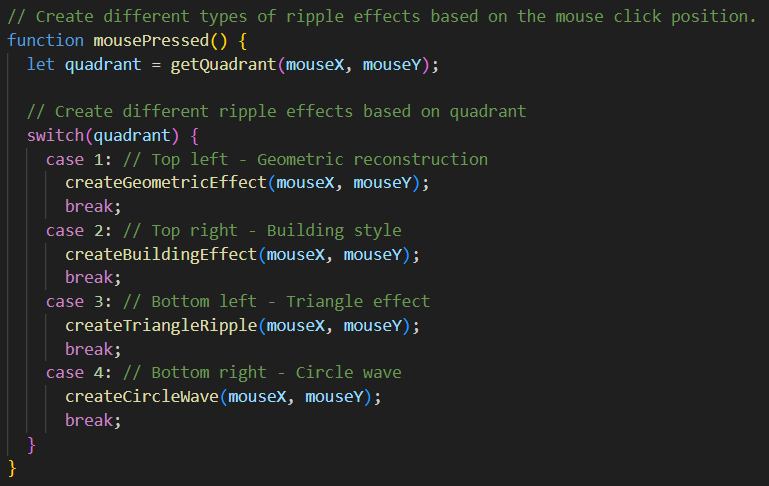 // Create different types of ripple effects based on the mouse click position.
function mousePressed() {
  let quadrant = getQuadrant(mouseX, mouseY);

  // Create different ripple effects based on quadrant
  switch(quadrant) {
    case 1: // Top left - Geometric reconstruction
      createGeometricEffect(mouseX, mouseY);
      break;
    case 2: // Top right - Building style
      createBuildingEffect(mouseX, mouseY);
      break;
    case 3: // Bottom left - Triangle effect
      createTriangleRipple(mouseX, mouseY);
      break;
    case 4: // Bottom right - Circle wave
      createCircleWave(mouseX, mouseY);
      break;
  }
}